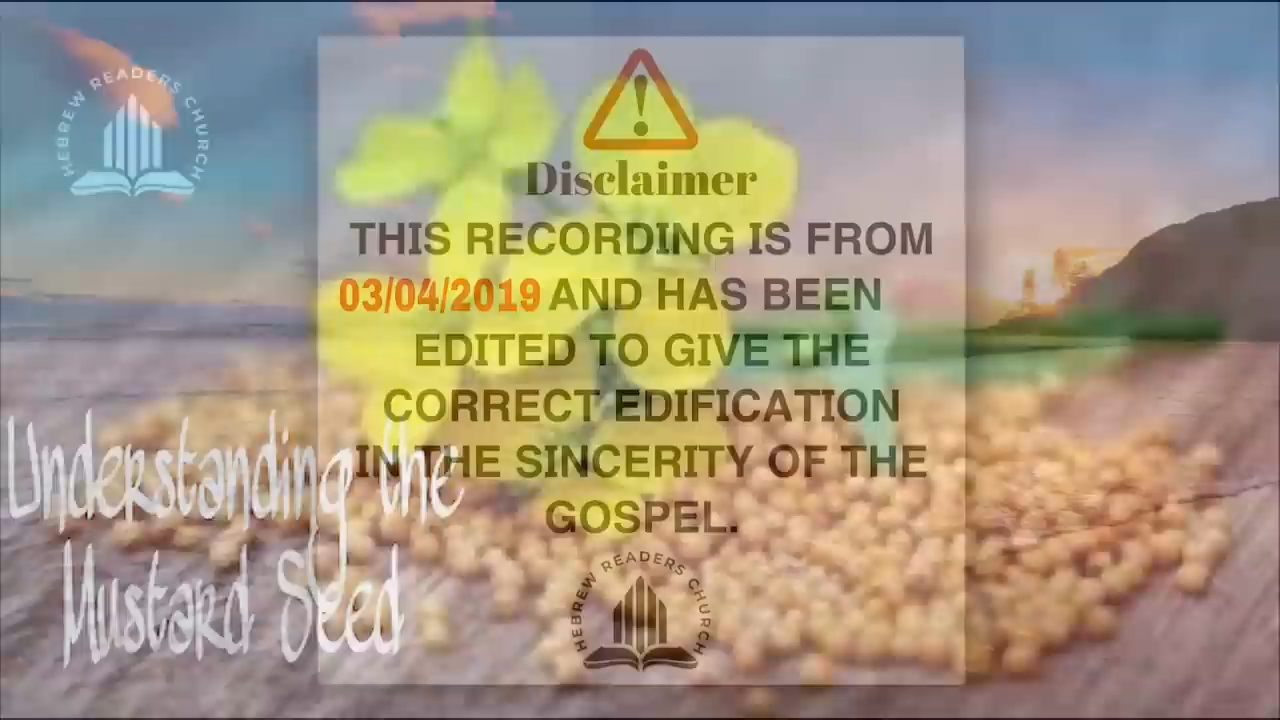 HEBREW READERS CHURCH
Disclaimer
THIS RECORDING IS FROM
03/04/2019 AND HAS BEEN
EDITED TO GIVE THE
CORRECT EDIFICATION
IN THE SINCERITY OF THE
GOSPEL.
Understanding the
Mustard Seed
HEBREW READERS CHURCH